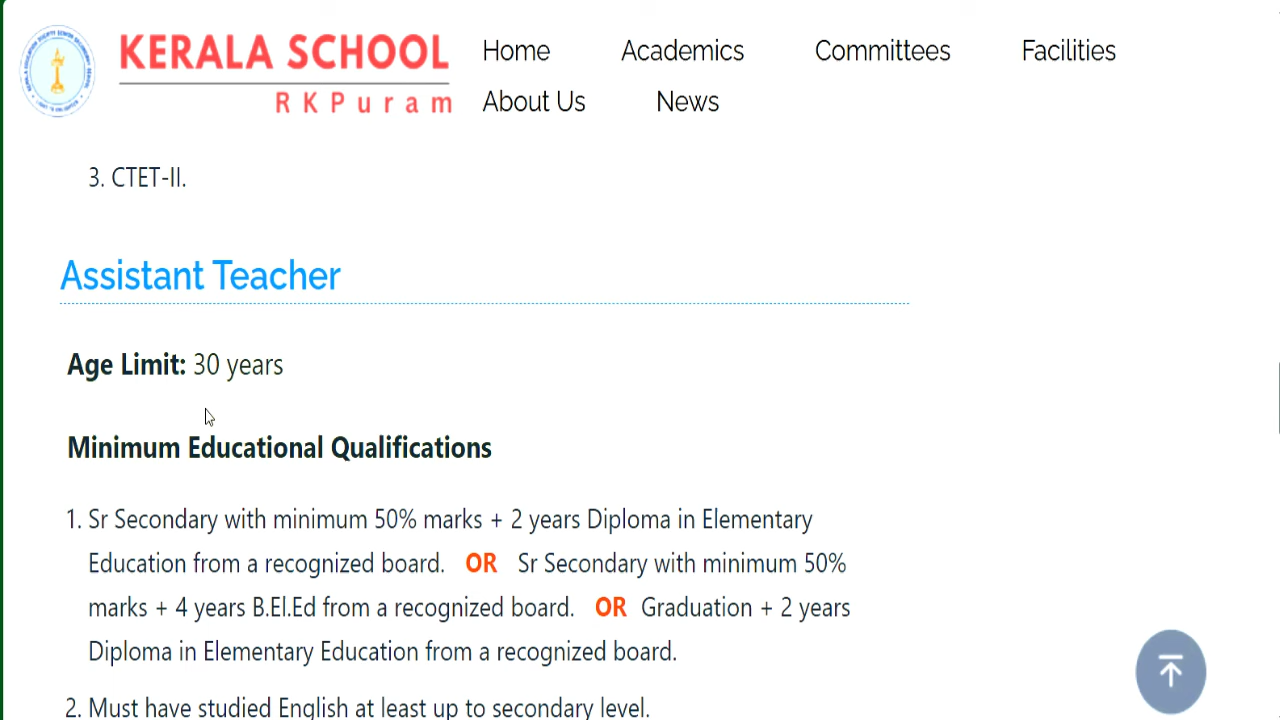 KERALA SCHOOL
R K P u r a m
Home Academics Committees Facilities
About Us News
3. CTET-II.
Assistant Teacher
Age Limit: 30 years
Minimum Educational Qualifications
1. Sr Secondary with minimum 50% marks + 2 years Diploma in Elementary
Education from a recognized board. OR Sr Secondary with minimum 50%
marks + 4 years B.El.Ed from a recognized board. OR Graduation + 2 years
Diploma in Elementary Education from a recognized board.
2. Must have studied English at least up to secondary level.